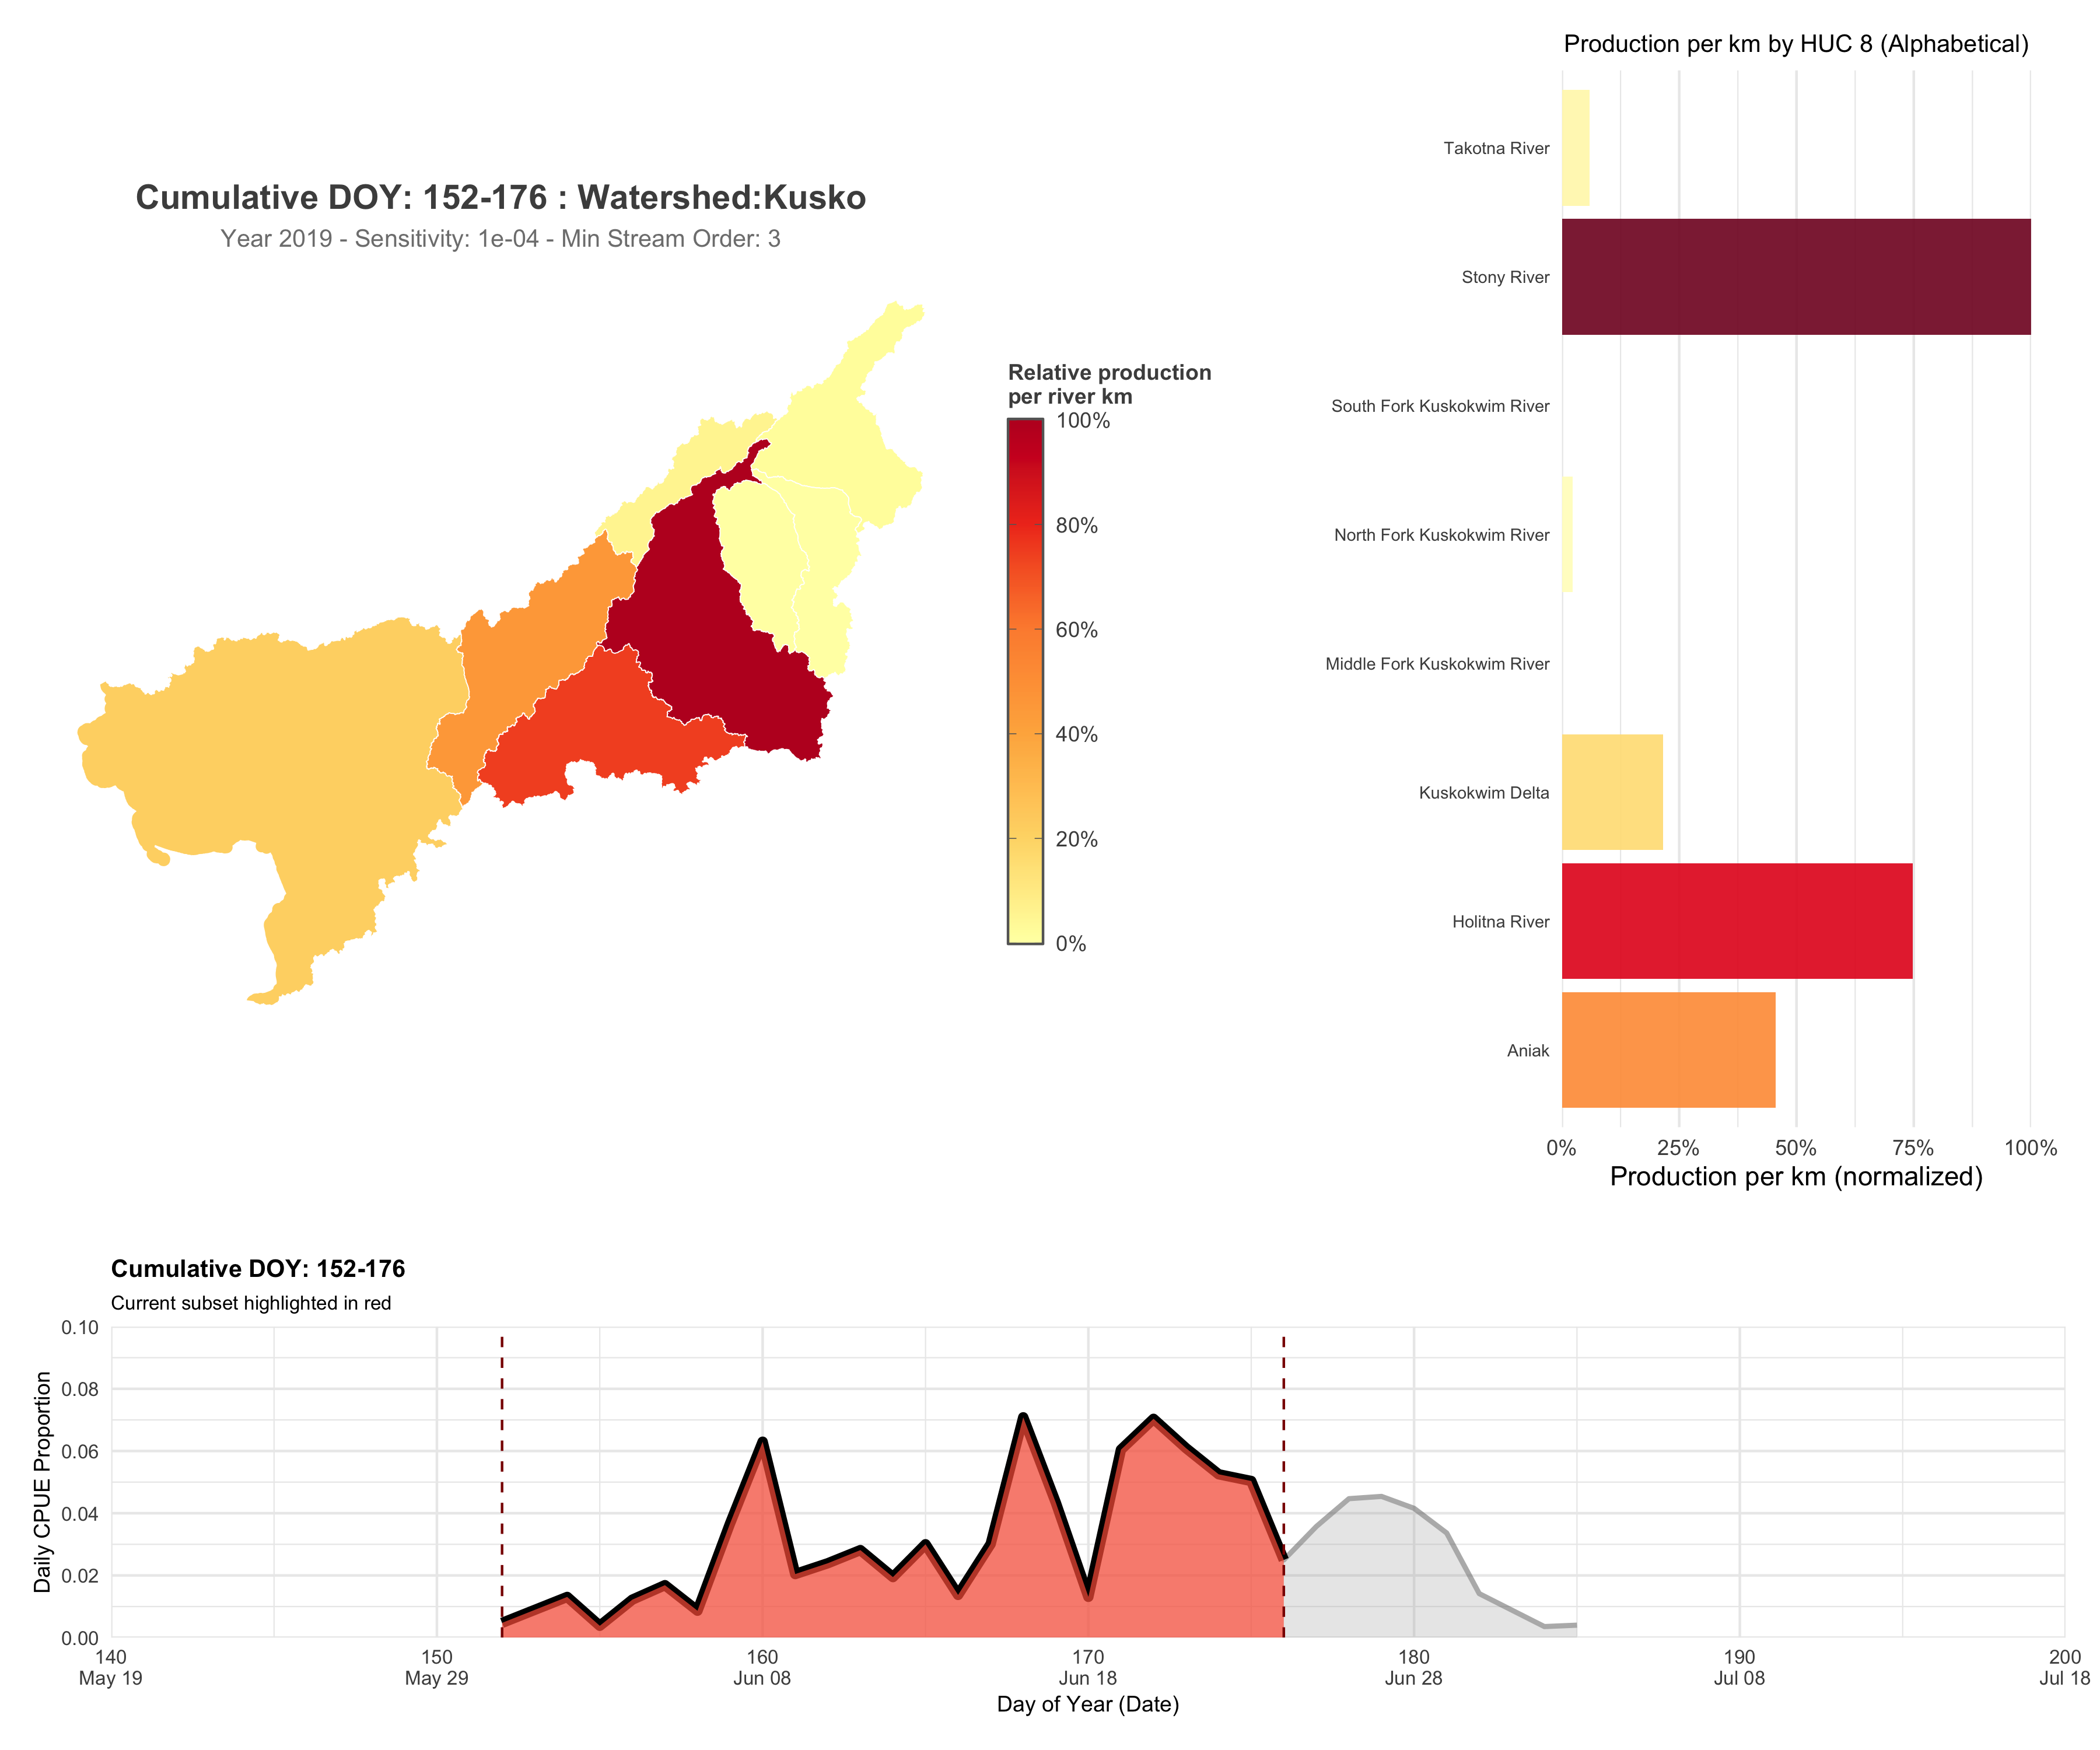 Production per km by HUC 8 (Alphabetical)
Takotna River
Stony River
South Fork Kuskokwim River
North Fork Kuskokwim River
Middle Fork Kuskokwim River
Kuskokwim Delta
Holitna River
Aniak
0% 25% 50% 75% 100%
Production per km (normalized)
Cumulative DOY: 152-176 : Watershed:Kusko
Year 2019 - Sensitivity: 1e-04 - Min Stream Order: 3
Relative production
per river km
100%
80%
60%
40%
20%
0%
Cumulative DOY: 152-176
Current subset highlighted in red
Daily CPUE Proportion
0.10
0.08
0.06
0.04
0.02
0.00
140 150 160 170 180 190 200
May 19 May 29 Jun 08 Jun 18 Jun 28 Jul 08 Jul 18
Day of Year (Date)